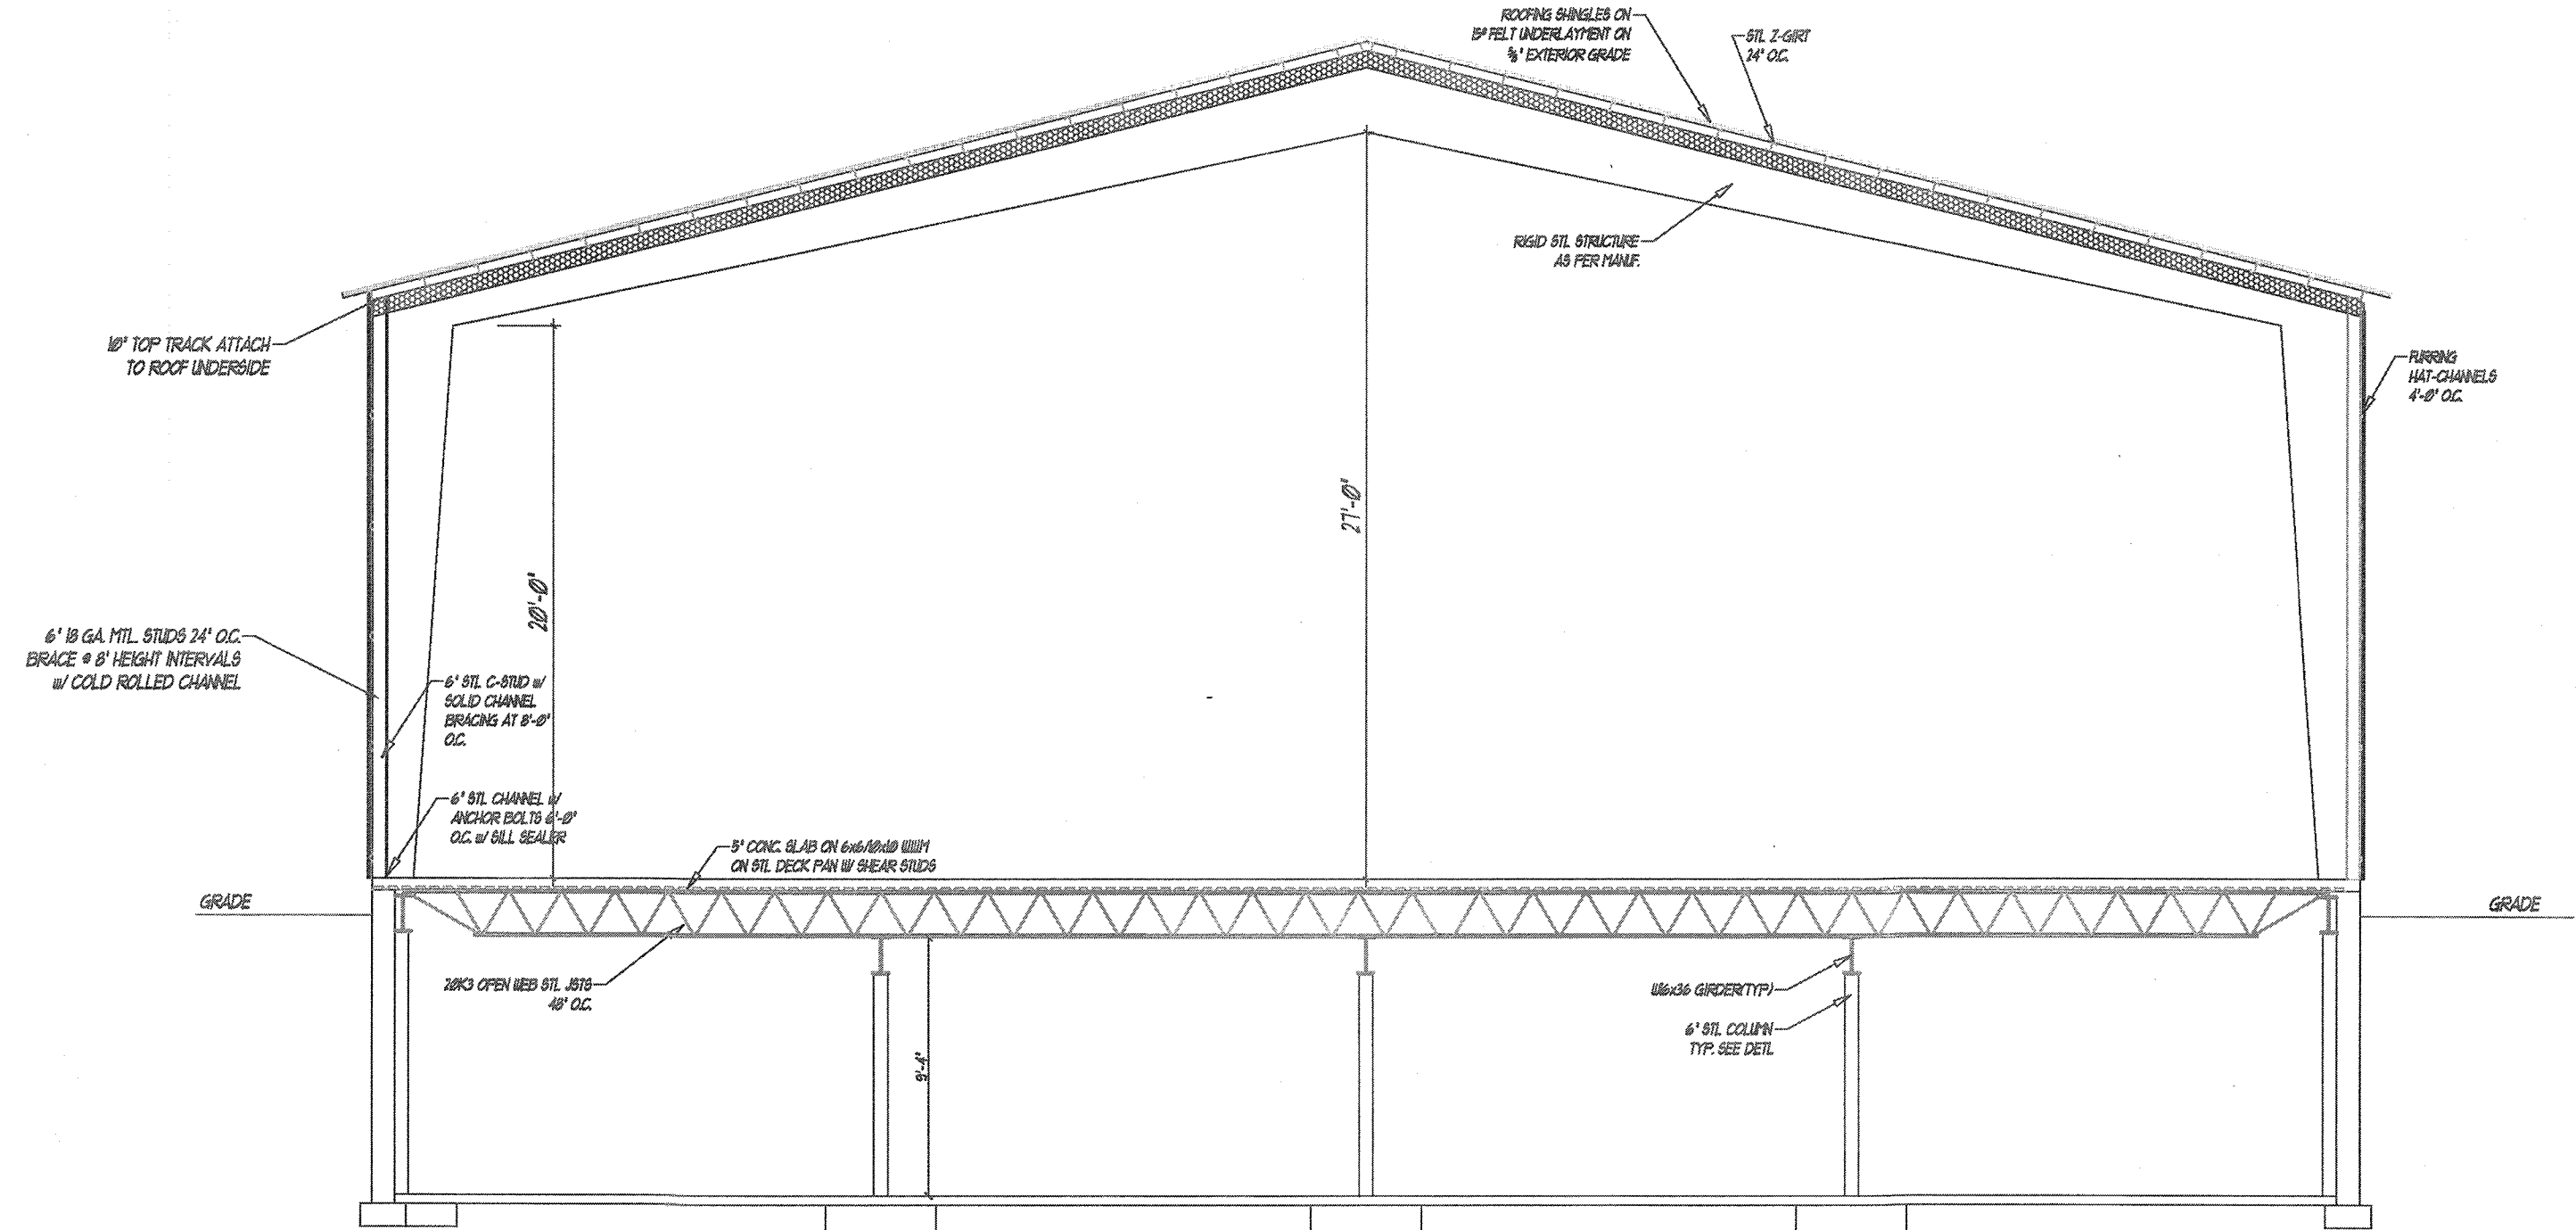 ROOFING SHINGLES ON
15# FELT UNDERLAYMENT ON
5/8" EXTERIOR GRADE
STL Z-GIRT
24" O.C.
RIGID STL STRUCTURE
AS PER MANUF.
10" TOP TRACK ATTACH
TO ROOF UNDERSIDE
FURRING
HAT-CHANNELS
4'-0" O.C.
27'-0"
20'-0"
6" 18 GA. MTL. STUDS 24" O.C.
BRACE @ 8' HEIGHT INTERVALS
w/ COLD ROLLED CHANNEL
6" STL C-STUD w/
SOLID CHANNEL
BRACING AT 8'-0"
O.C.
6" STL CHANNEL w/
ANCHOR BOLTS 6'-0"
O.C. w/ SILL SEALER
5" CONC. SLAB ON 6x6/10x10 WWM
ON STL DECK PAN W/ SHEAR STUDS
GRADE
GRADE
20K3 OPEN WEB STL JSTS
48" O.C.
W16x36 GIRDER(TYP)
6" STL COLUMN
TYP. SEE DETL
9'-4"